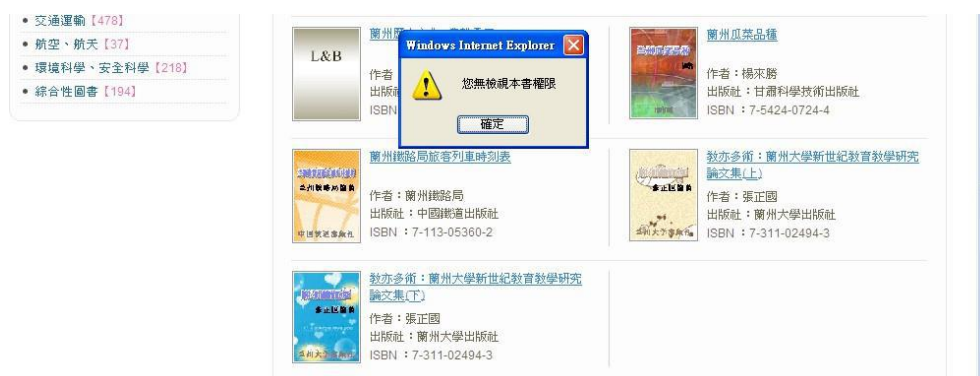 交通運輸【478】
航空、航天【37】
環境科學、安全科學【218】
綜合性圖書【194】
L&B
蘭州
作者
出版社
ISBN
Windows Internet Explorer
您無檢視本書權限
確定
蘭州瓜菜品種
作者：楊來勝
出版社：甘肅科學技術出版社
ISBN：7-5424-0724-4
蘭州鐵路局旅客列車時刻表
作者：蘭州鐵路局
出版社：中國鐵道出版社
ISBN：7-113-05360-2
教亦多術：蘭州大學新世紀教育教學研究
論文集(上)
作者：張正國
出版社：蘭州大學出版社
ISBN：7-311-02494-3
教亦多術：蘭州大學新世紀教育教學研究
論文集(下)
作者：張正國
出版社：蘭州大學出版社
ISBN：7-311-02494-3